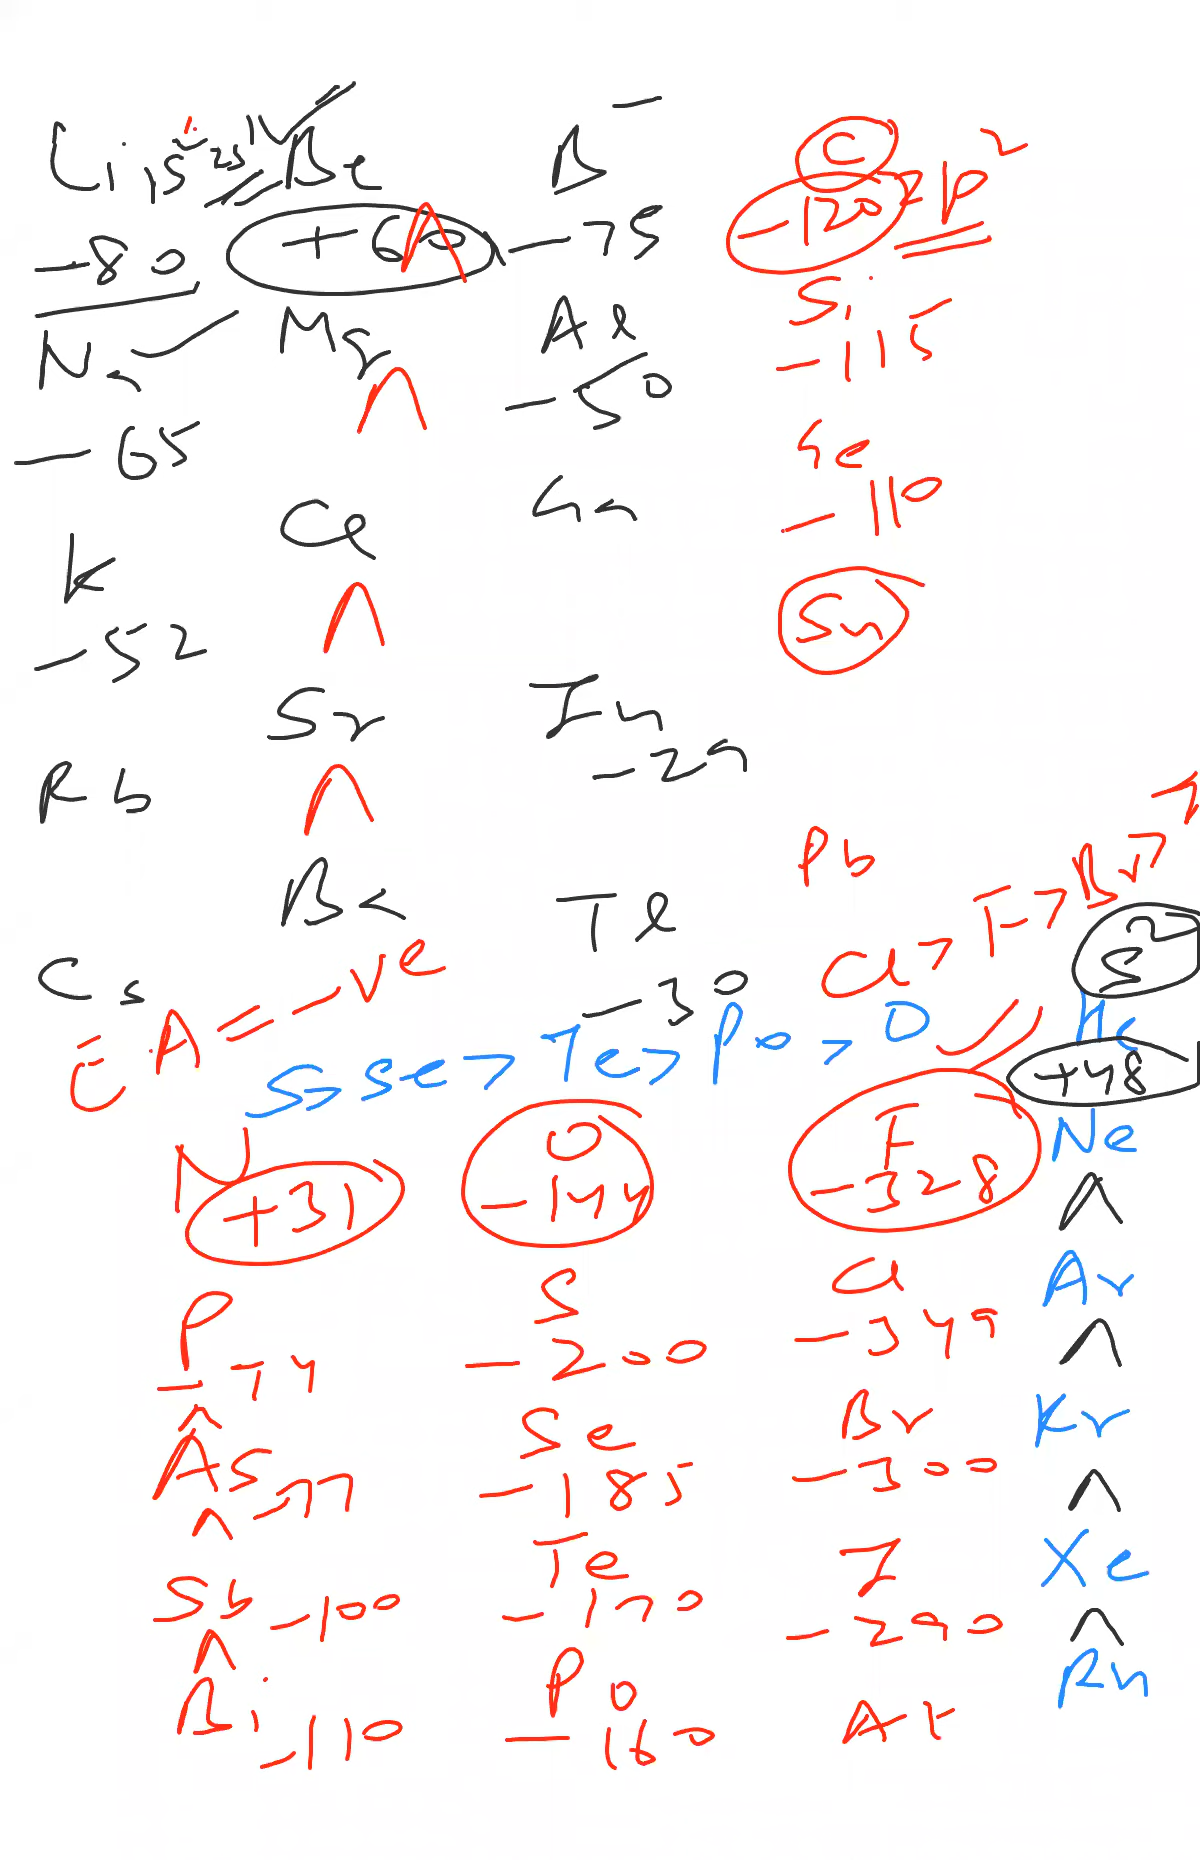 Li 1s² 2s¹ Be B C
-80 +60 -75 -120 2p²
Na Mg Al Si
-65 -50 -115
K Ca Ga Ge
-52 -110
Rb Sr In Sn
-29
Cs Ba Tl Pb
-30
EA = -ve
Cl > F > Br > I
S > Se > Te > Po > O
S²
He
+48
N O F Ne
+31 -144 -328
P S Cl Ar
-74 -200 -349
As Se Br Kr
-77 -185 -300
Sb Te I Xe
-100 -170 -290
Bi Po At Rn
-110 -160